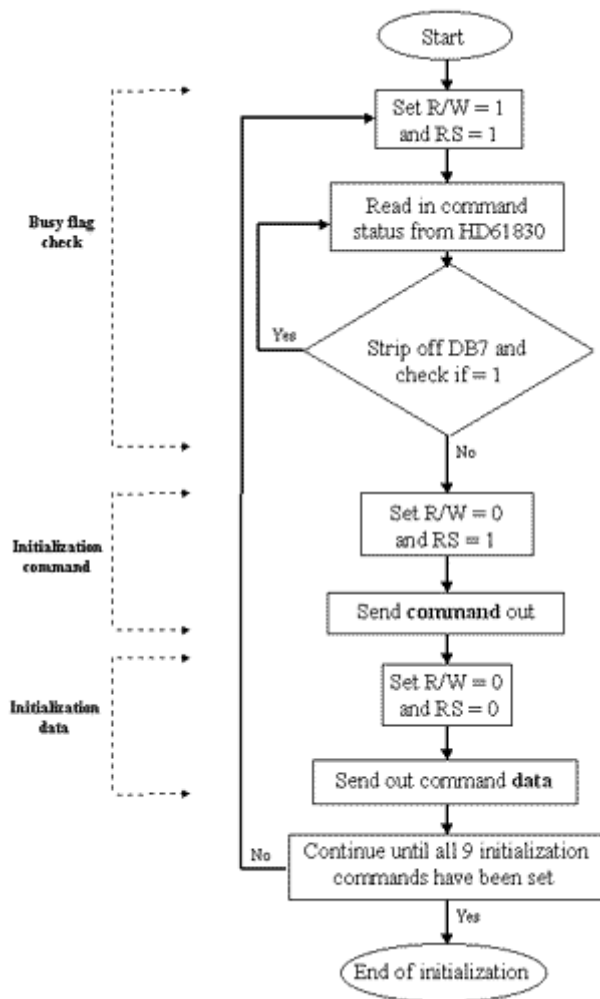 Start
Set R/W = 1
and RS = 1
Busy flag
check
Read in command
status from HD61830
Yes
Strip off DB7 and
check if = 1
No
Initialization
command
Set R/W = 0
and RS = 1
Send command out
Initialization
data
Set R/W = 0
and RS = 0
Send out command data
No
Continue until all 9 initialization
commands have been set
Yes
End of initialization